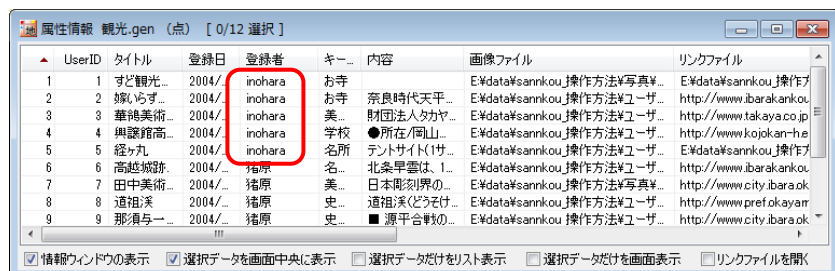 属性情報 観光.gen （点） [ 0/12 選択 ]
UserID タイトル 登録日 登録者 キー... 内容 画像ファイル リンクファイル
1 1 すど観光... 2004/... inohara お寺 E:¥data¥sannkou_操作方法¥写真¥... E:¥data¥sannkou_操作方
2 2 嫁いらず... 2004/... inohara お寺 奈良時代天平... E:¥data¥sannkou_操作方法¥ユーザ... http://www.ibarakankou
3 3 華鴒美術... 2004/... inohara 美... 財団法人タカヤ... E:¥data¥sannkou_操作方法¥ユーザ... http://www.takaya.co.jp
4 4 興譲館高... 2004/... inohara 学校 ●所在/岡山... E:¥data¥sannkou_操作方法¥ユーザ... http://www.kojokan-h.e
5 5 経ヶ丸 2004/... inohara 名所 テントサイト(1サ... E:¥data¥sannkou_操作方法¥ユーザ... E:¥data¥sannkou_操作方
6 6 高越城跡. 2004/... 猪原 名... 北条早雲は、1... E:¥data¥sannkou_操作方法¥ユーザ... http://www.ibarakankou
7 7 田中美術... 2004/... 猪原 美... 日本彫刻界の... E:¥data¥sannkou_操作方法¥写真¥... http://www.city.ibara.ok
8 8 道祖渓 2004/... 猪原 史... 道祖渓(どうそけ... E:¥data¥sannkou_操作方法¥ユーザ... http://www.pref.okayam
9 9 那須与一... 2004/... 猪原 史... ■ 源平合戦の... E:¥data¥sannkou_操作方法¥ユーザ... http://www.city.ibara.ok
情報ウィンドウの表示 選択データを画面中央に表示 選択データだけをリスト表示 選択データだけを画面表示 リンクファイルを開く